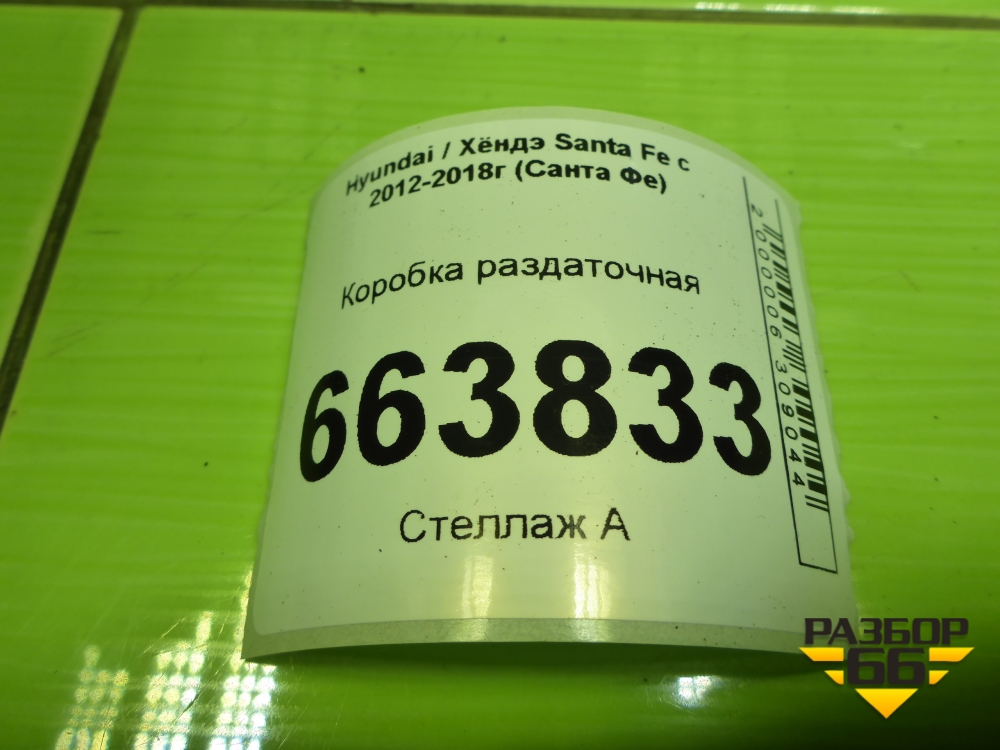 Hyundai / Хёндэ Santa Fe с
2012-2018г (Санта Фе)
Коробка раздаточная
663833
Стеллаж А
2000006309044
РАЗБОР
66